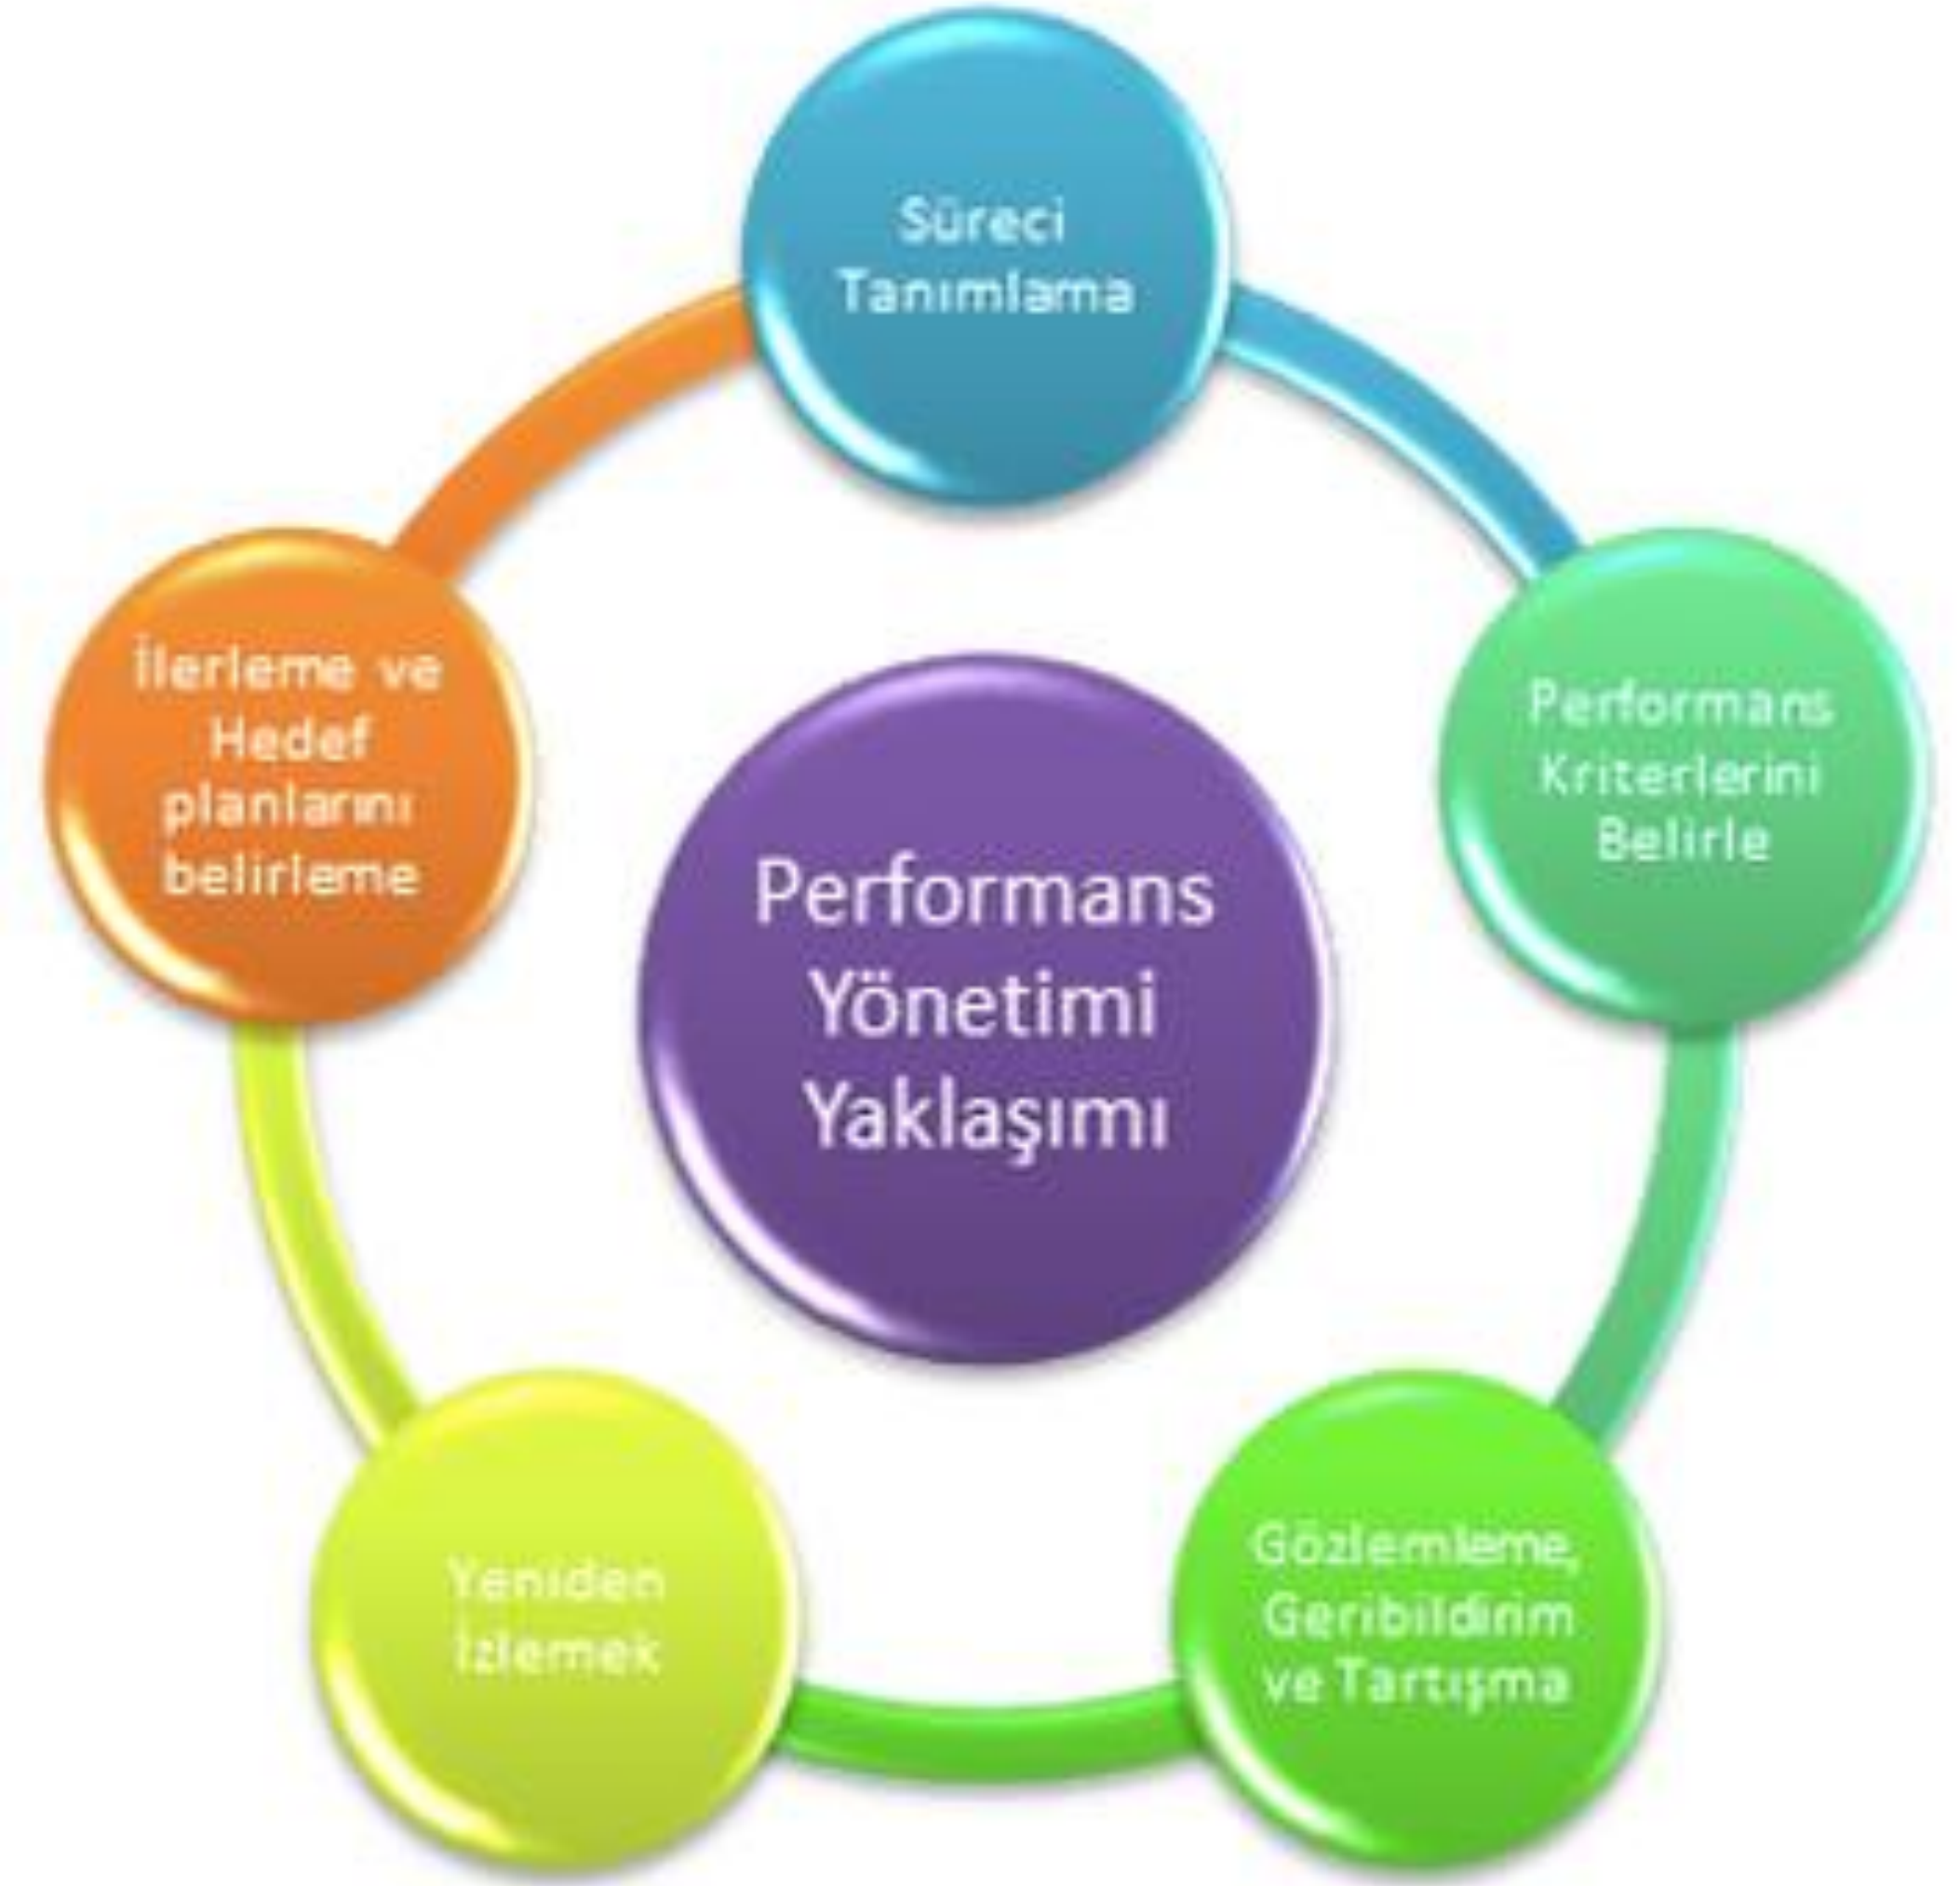 Süreci
Tanımlama
Performans
Kriterlerini
Belirle
Gözlemleme,
Geribildirim
ve Tartışma
Yeniden
İzlemek
İlerleme ve
Hedef
planlarını
belirleme
Performans
Yönetimi
Yaklaşımı